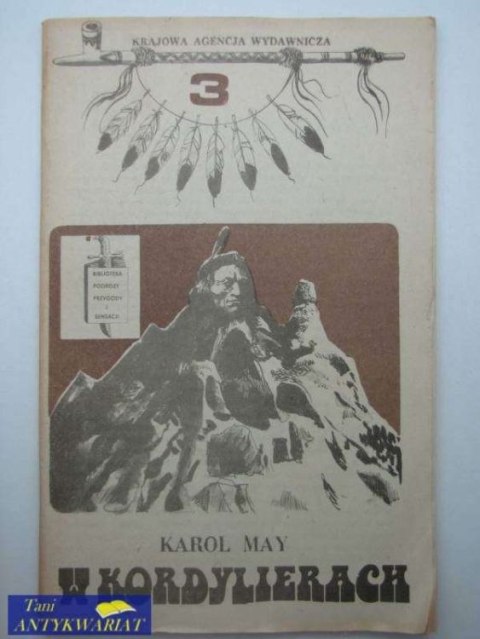 KRAJOWA AGENCJA WYDAWNICZA
3
BIBLIOTEKA
PODRÓŻY
PRZYGODY
I
SENSACJI
KAROL MAY
W KORDYLIERACH
Tani
ANTYKWARIAT